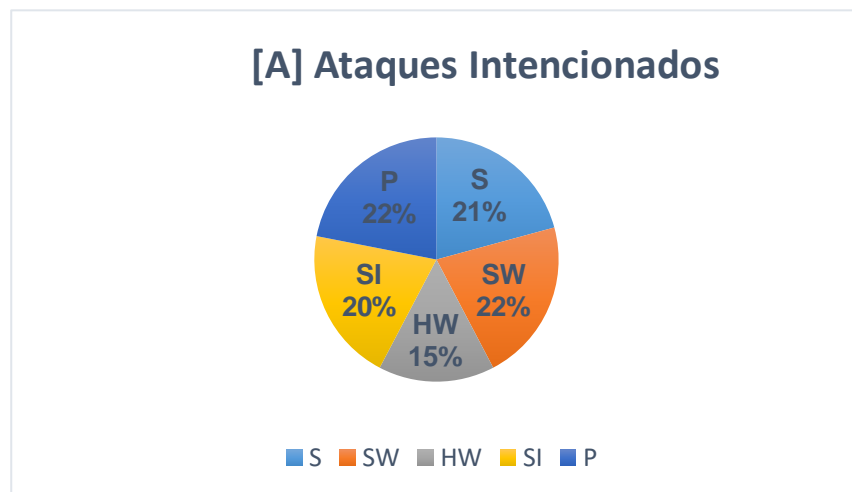 [A] Ataques Intencionados
P
22%
S
21%
SI
20%
SW
22%
HW
15%
S SW HW SI P